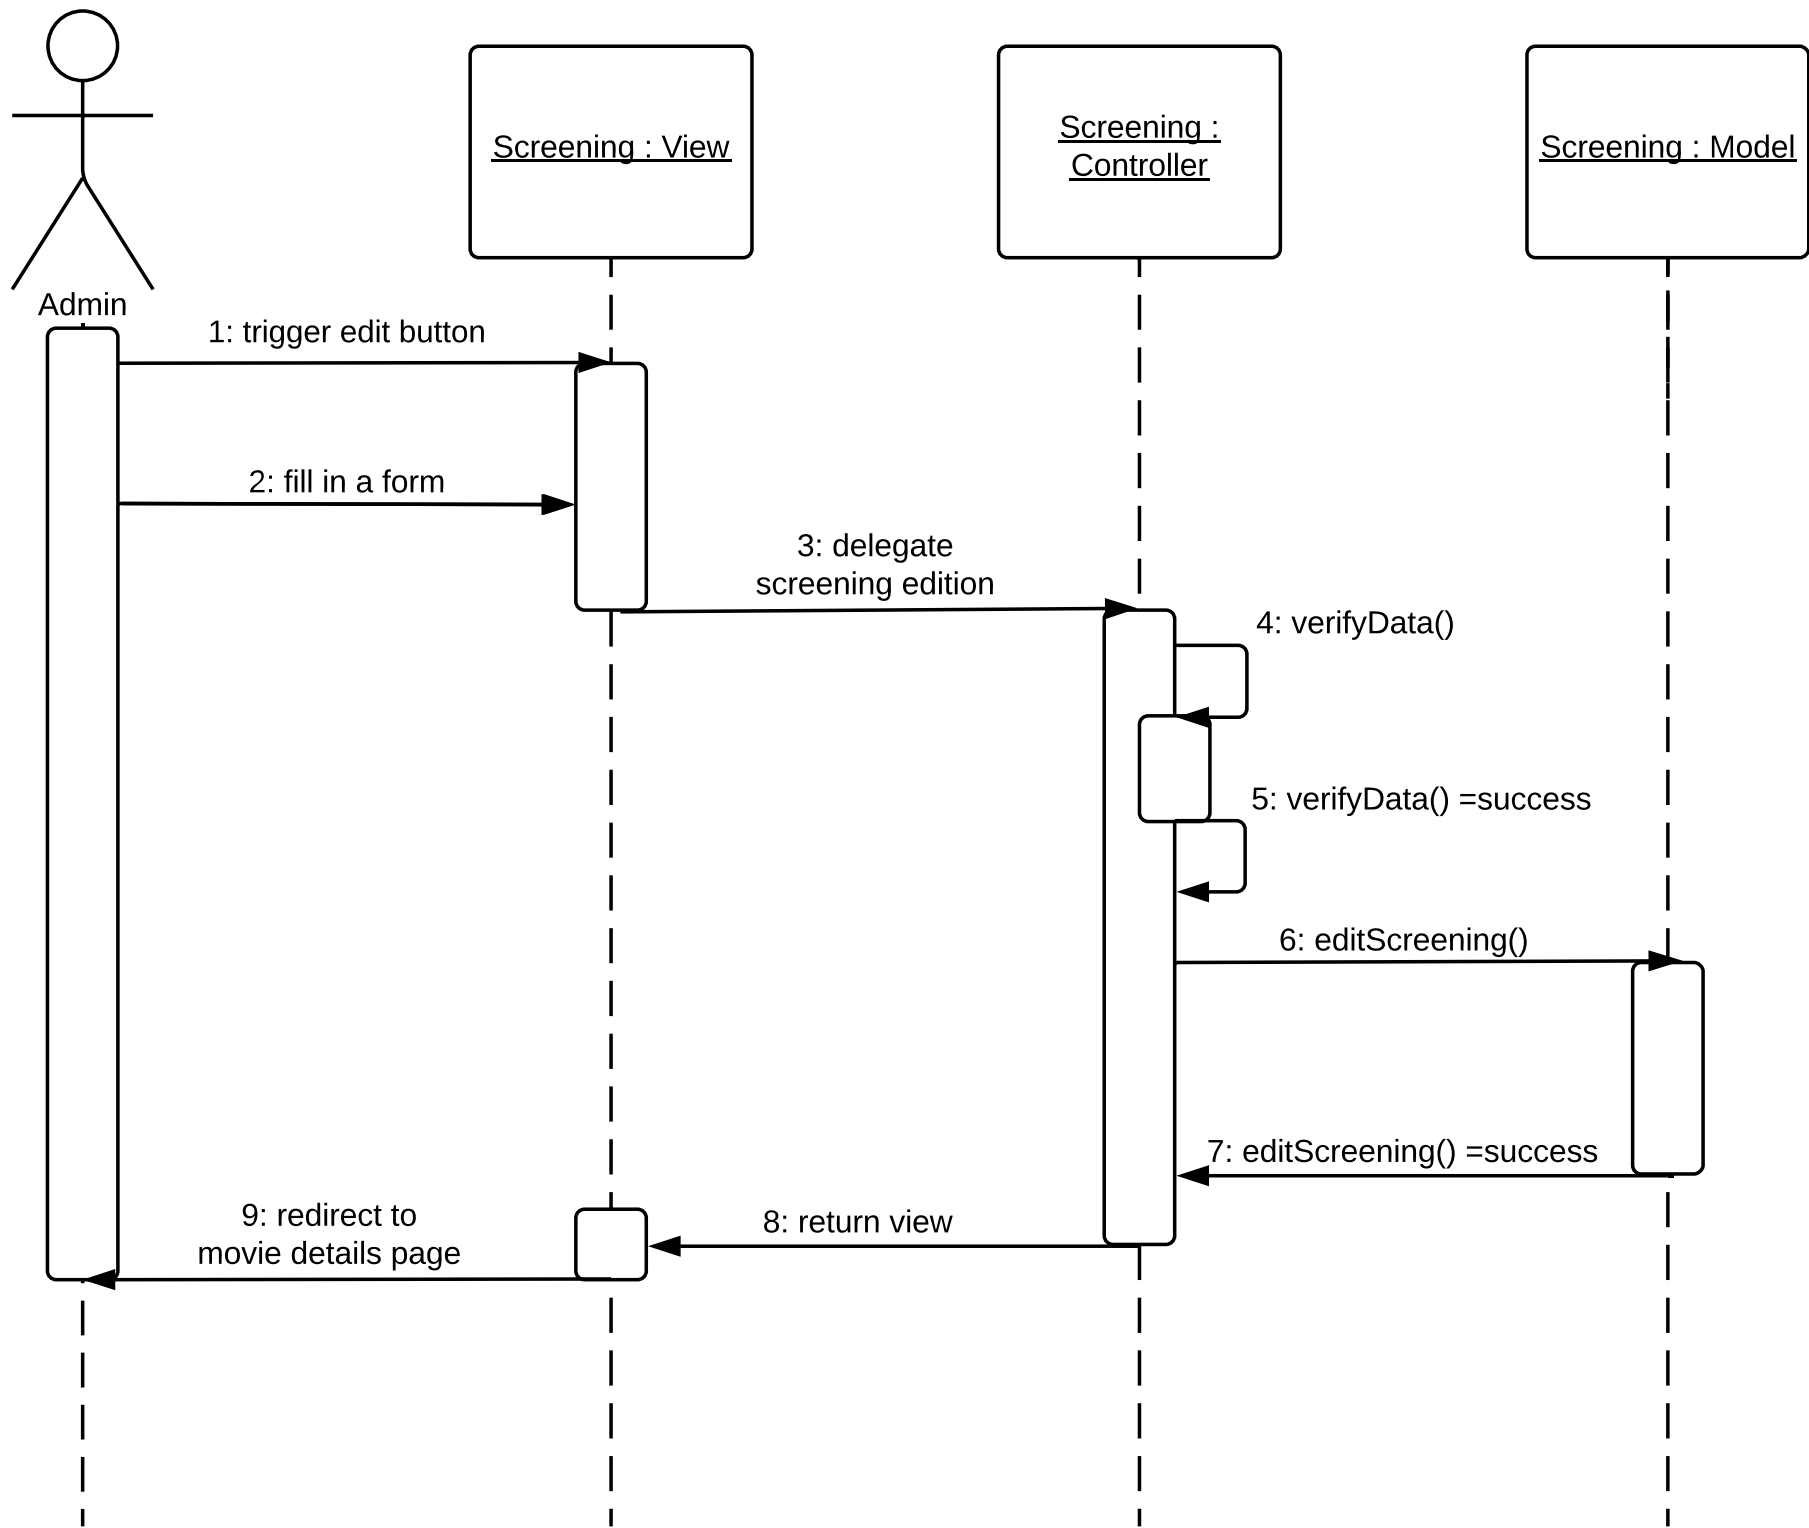 Screening : View
Screening :
Controller
Screening : Model
Admin
1: trigger edit button
2: fill in a form
3: delegate
screening edition
4: verifyData()
5: verifyData() =success
6: editScreening()
7: editScreening() =success
8: return view
9: redirect to
movie details page